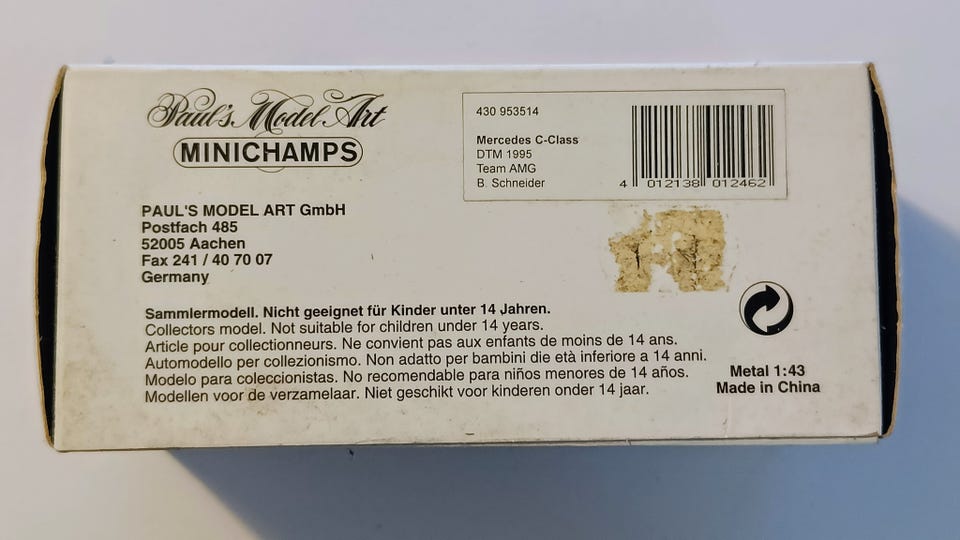 Paul's Model Art
MINICHAMPS
430 953514
Mercedes C-Class
DTM 1995
Team AMG
B. Schneider
4 012138 012462
PAUL'S MODEL ART GmbH
Postfach 485
52005 Aachen
Fax 241 / 40 70 07
Germany
Sammlermodell. Nicht geeignet für Kinder unter 14 Jahren.
Collectors model. Not suitable for children under 14 years.
Article pour collectionneurs. Ne convient pas aux enfants de moins de 14 ans.
Automodello per collezionismo. Non adatto per bambini die età inferiore a 14 anni.
Modelo para coleccionistas. No recomendable para niños menores de 14 años.
Modellen voor de verzamelaar. Niet geschikt voor kinderen onder 14 jaar.
Metal 1:43
Made in China